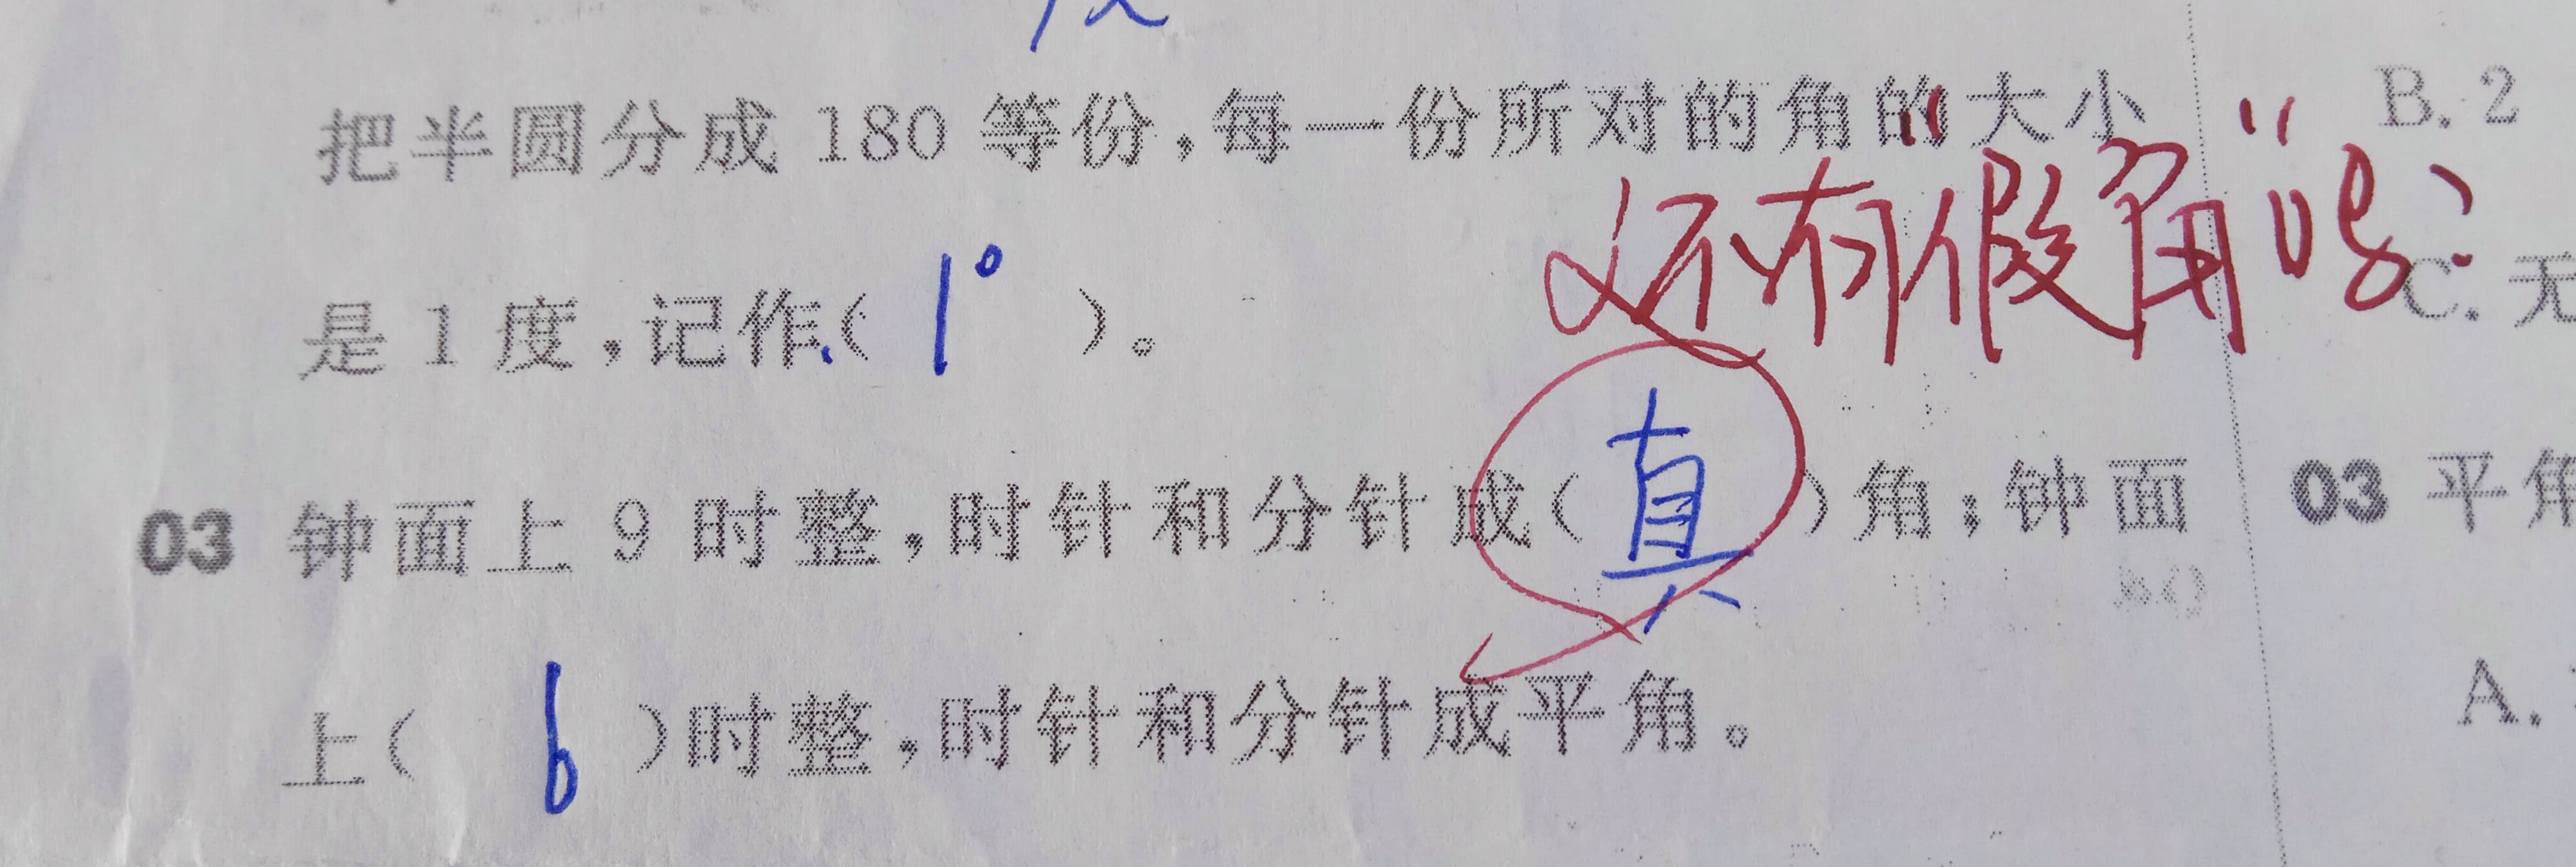 把半圆分成 180 等份,每一份所对的角的大小
B. 2
还有"假角"吗?
是 1 度,记作( 1° )。
C. 无
03 钟面上 9 时整,时针和分针成( 真 )角;钟面
03 平角
上( 6 )时整,时针和分针成平角。
A.